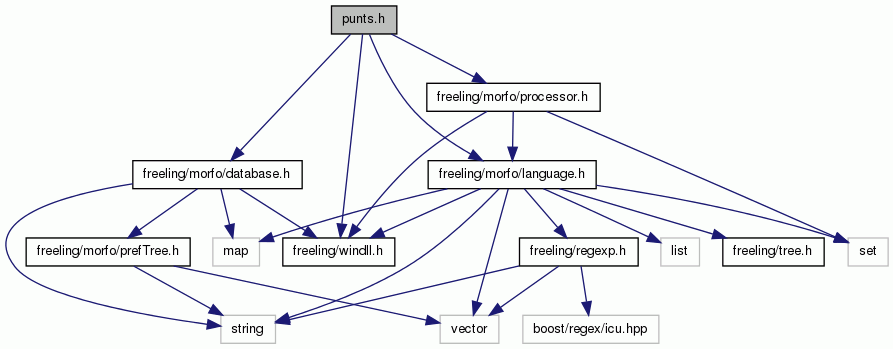 punts.h
freeling/morfo/processor.h
freeling/morfo/database.h
freeling/morfo/language.h
freeling/morfo/prefTree.h
map
freeling/windll.h
freeling/regexp.h
list
freeling/tree.h
set
string
vector
boost/regex/icu.hpp